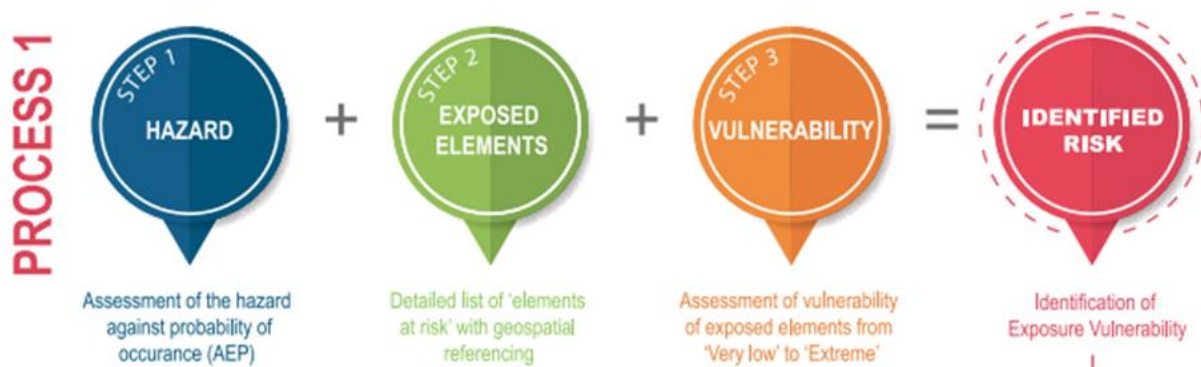 PROCESS 1
STEP 1
HAZARD
Assessment of the hazard
against probability of
occurance (AEP)
+
STEP 2
EXPOSED
ELEMENTS
Detailed list of ‘elements
at risk’ with geospatial
referencing
+
STEP 3
VULNERABILITY
Assessment of vulnerability
of exposed elements from
‘Very low’ to ‘Extreme’
=
IDENTIFIED
RISK
Identification of
Exposure Vulnerability